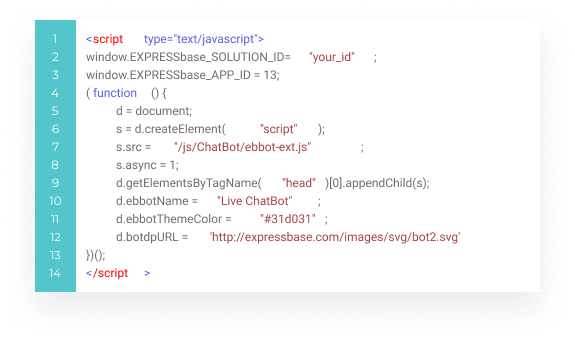 1 <script type="text/javascript">
2 window.EXPRESSbase_SOLUTION_ID= "your_id" ;
3 window.EXPRESSbase_APP_ID = 13;
4 ( function () {
5 d = document;
6 s = d.createElement( "script" );
7 s.src = "/js/ChatBot/ebbot-ext.js" ;
8 s.async = 1;
9 d.getElementsByTagName( "head" )[0].appendChild(s);
10 d.ebbotName = "Live ChatBot" ;
11 d.ebbotThemeColor = "#31d031" ;
12 d.botdpURL = 'http://expressbase.com/images/svg/bot2.svg'
13 })();
14 </script >